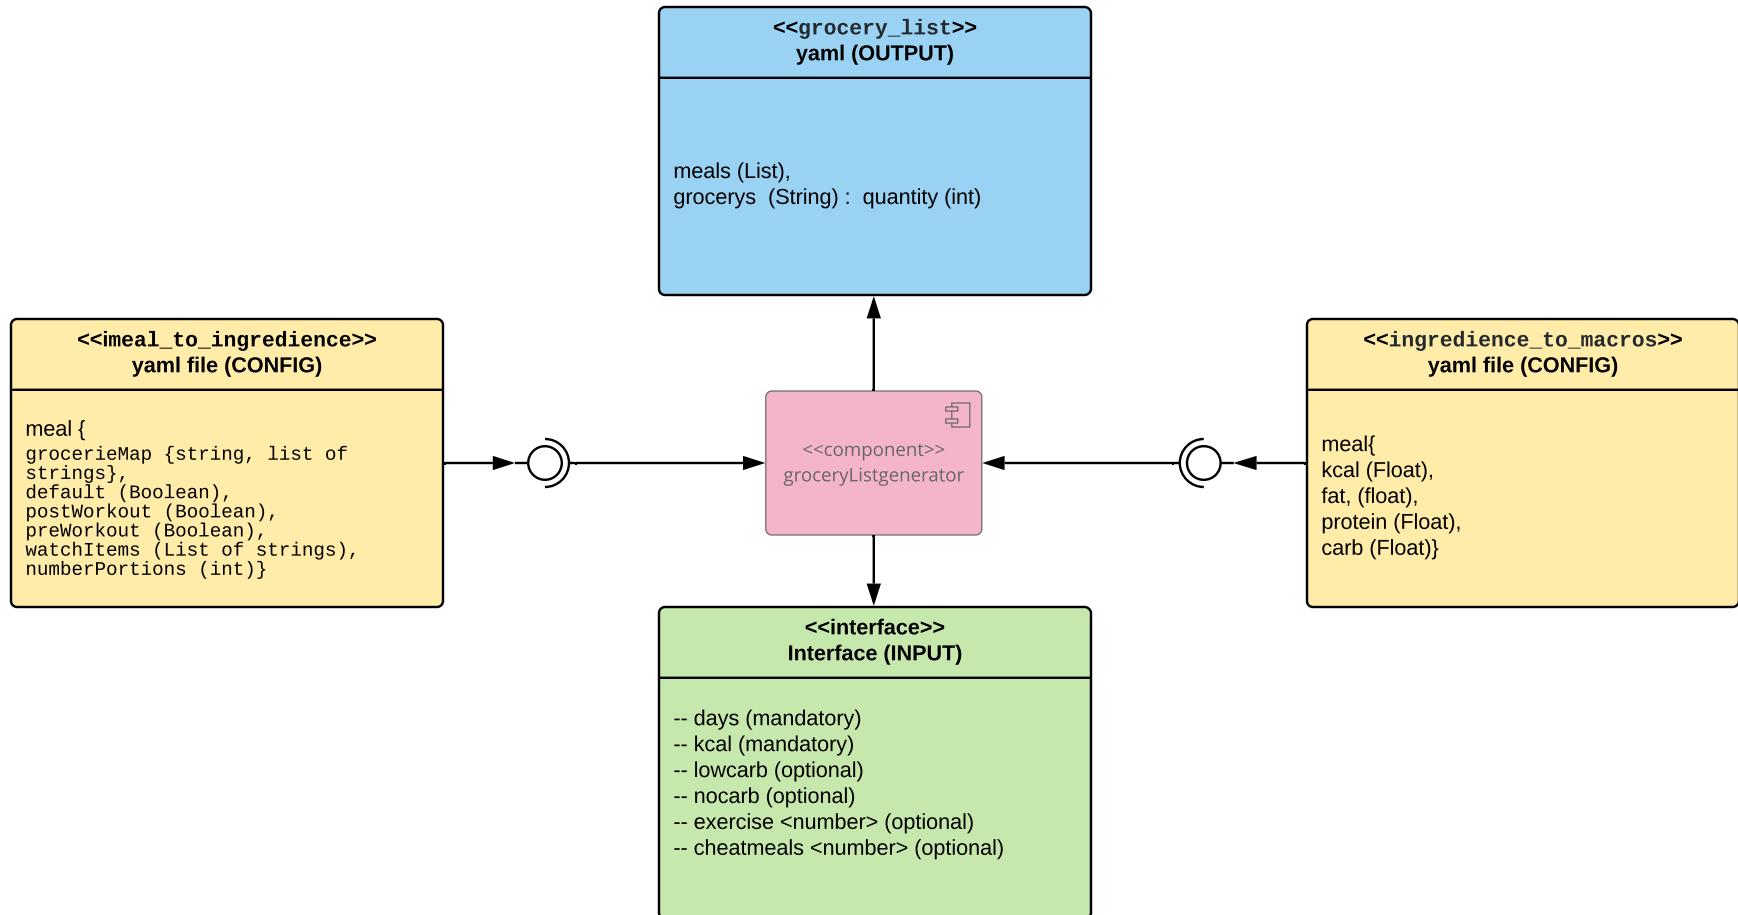 <<grocery_list>>
yaml (OUTPUT)
meals (List),
grocerys  (String) :  quantity (int)
<<imeal_to_ingredience>>
yaml file (CONFIG)
meal {
grocerieMap {string, list of
strings},
default (Boolean),
postWorkout (Boolean),
preWorkout (Boolean),
watchItems (List of strings),
numberPortions (int)}
<<component>>
groceryListgenerator
<<ingredience_to_macros>>
yaml file (CONFIG)
meal{
kcal (Float),
fat, (float),
protein (Float),
carb (Float)}
<<interface>>
Interface (INPUT)
-- days (mandatory)
-- kcal (mandatory)
-- lowcarb (optional)
-- nocarb (optional)
-- exercise <number> (optional)
-- cheatmeals <number> (optional)